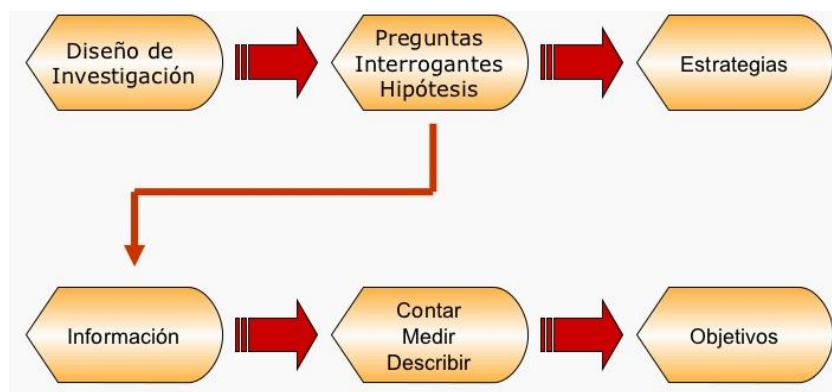 Diseño de
Investigación
Preguntas
Interrogantes
Hipótesis
Estrategias
Información
Contar
Medir
Describir
Objetivos